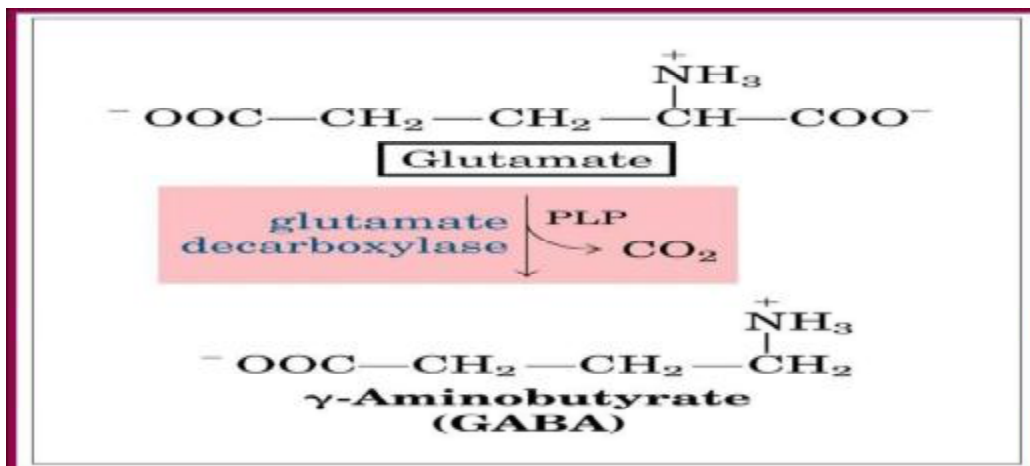 +
NH₃
⁻OOC—CH₂—CH₂—CH—COO⁻
Glutamate
glutamate
decarboxylase
PLP
CO₂
+
NH₃
⁻OOC—CH₂—CH₂—CH₂
γ-Aminobutyrate
(GABA)